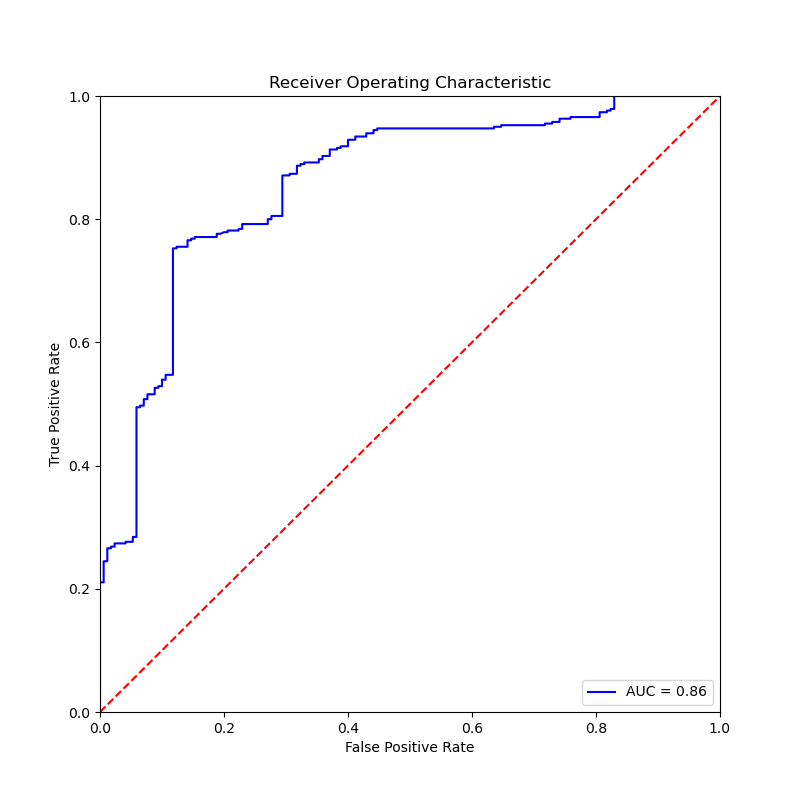 Receiver Operating Characteristic
1.0
0.8
0.6
0.4
0.2
0.0
True Positive Rate
AUC = 0.86
0.0 0.2 0.4 0.6 0.8 1.0
False Positive Rate